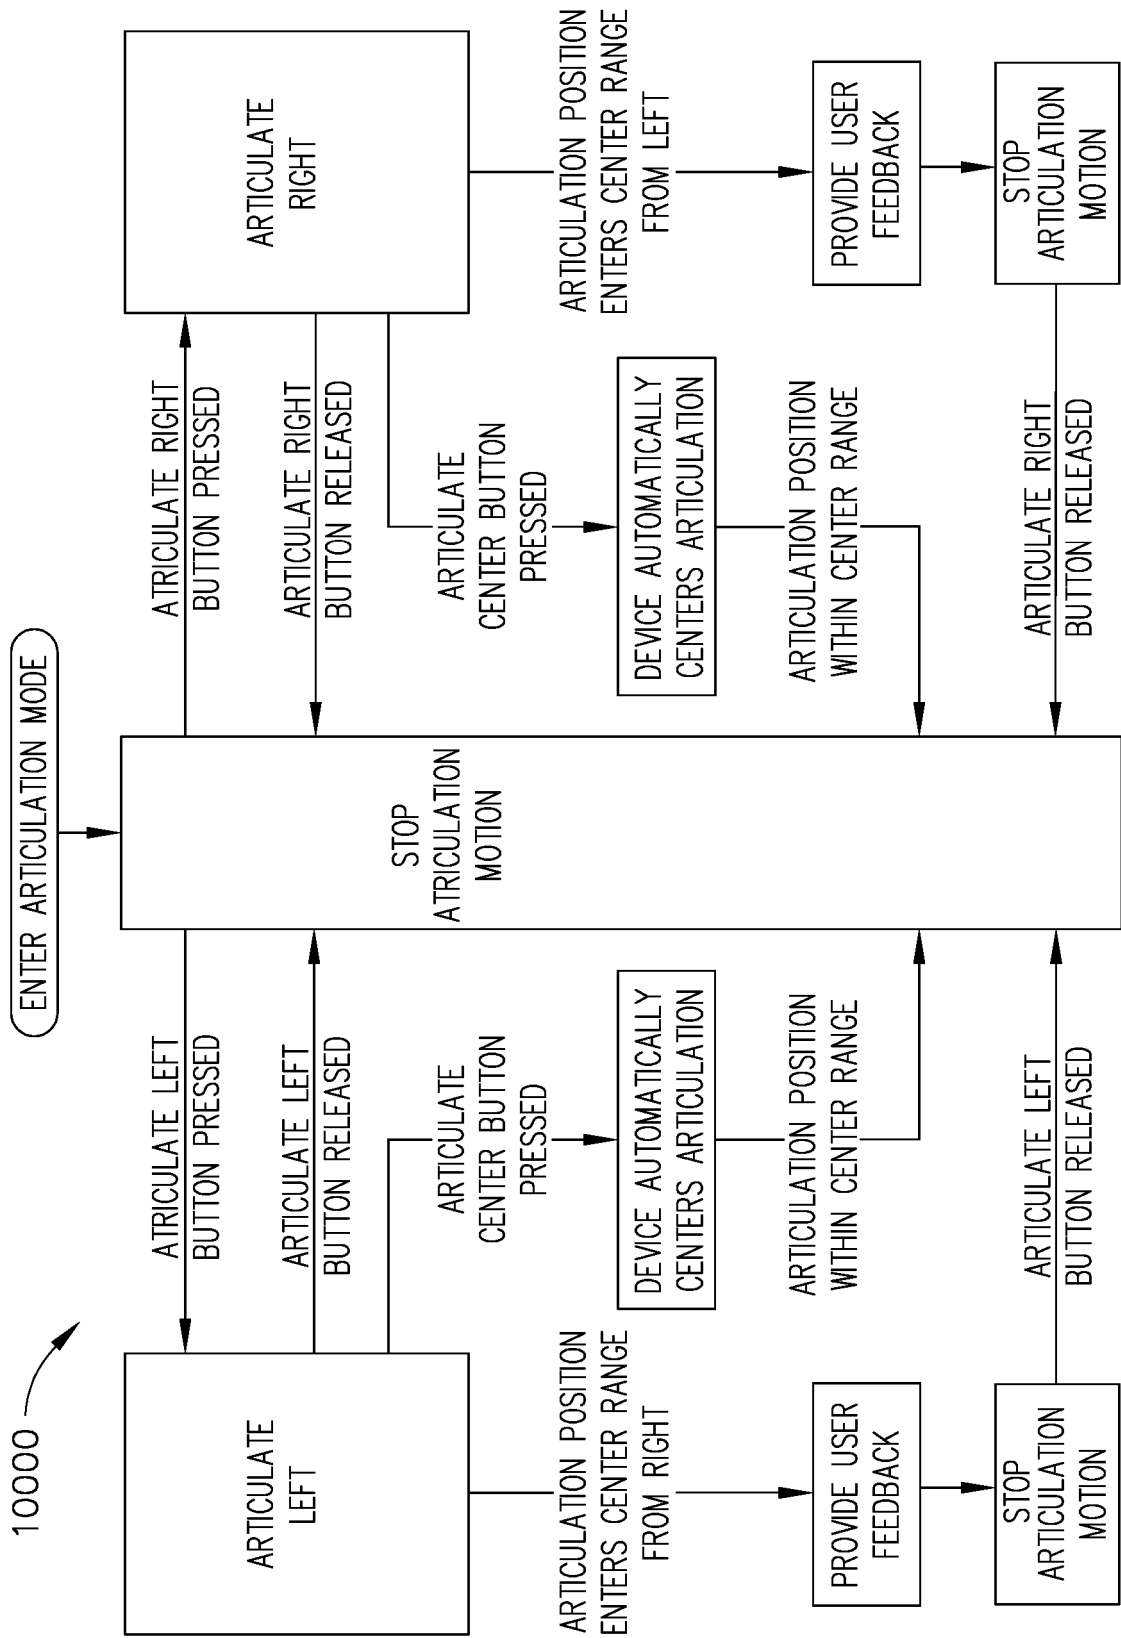 10000
ENTER ARTICULATION MODE
ARTICULATE
LEFT
ATRICULATE LEFT
BUTTON PRESSED
ARTICULATE LEFT
BUTTON RELEASED
ARTICULATE
CENTER BUTTON
PRESSED
DEVICE AUTOMATICALLY
CENTERS ARTICULATION
ARTICULATION POSITION
WITHIN CENTER RANGE
ARTICULATION POSITION
ENTERS CENTER RANGE
FROM RIGHT
PROVIDE USER
FEEDBACK
STOP
ARTICULATION
MOTION
ARTICULATE LEFT
BUTTON RELEASED
STOP
ATRICULATION
MOTION
ATRICULATE RIGHT
BUTTON PRESSED
ARTICULATE RIGHT
BUTTON RELEASED
ARTICULATE
CENTER BUTTON
PRESSED
DEVICE AUTOMATICALLY
CENTERS ARTICULATION
ARTICULATION POSITION
WITHIN CENTER RANGE
ARTICULATE RIGHT
BUTTON RELEASED
ARTICULATE
RIGHT
ARTICULATION POSITION
ENTERS CENTER RANGE
FROM LEFT
PROVIDE USER
FEEDBACK
STOP
ARTICULATION
MOTION